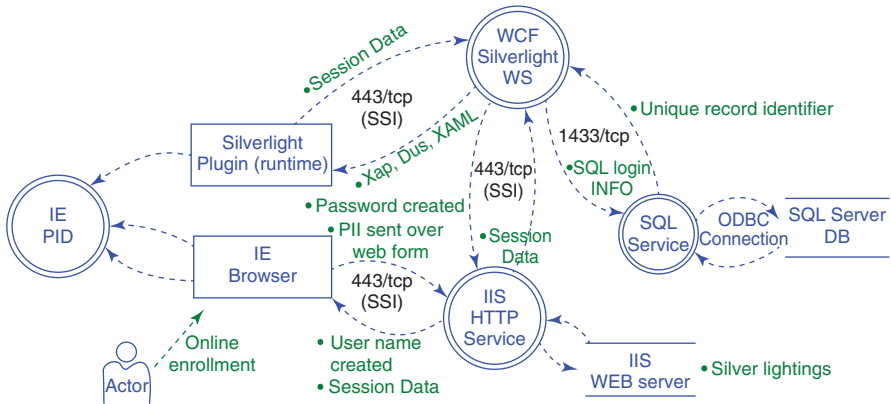 • Session Data
WCF
Silverlight
WS
443/tcp
(SSI)
• Unique record identifier
Silverlight
Plugin (runtime)
• Xap, Dus, XAML
443/tcp
(SSI)
1433/tcp
• SQL login
INFO
IE
PID
• Password created
• PII sent over
web form
SQL
Service
ODBC
Connection
SQL Server
DB
IE
Browser
• Session
Data
443/tcp
(SSI)
IIS
HTTP
Service
Online
enrollment
• User name
created
• Session Data
Actor
IIS
WEB server
• Silver lightings